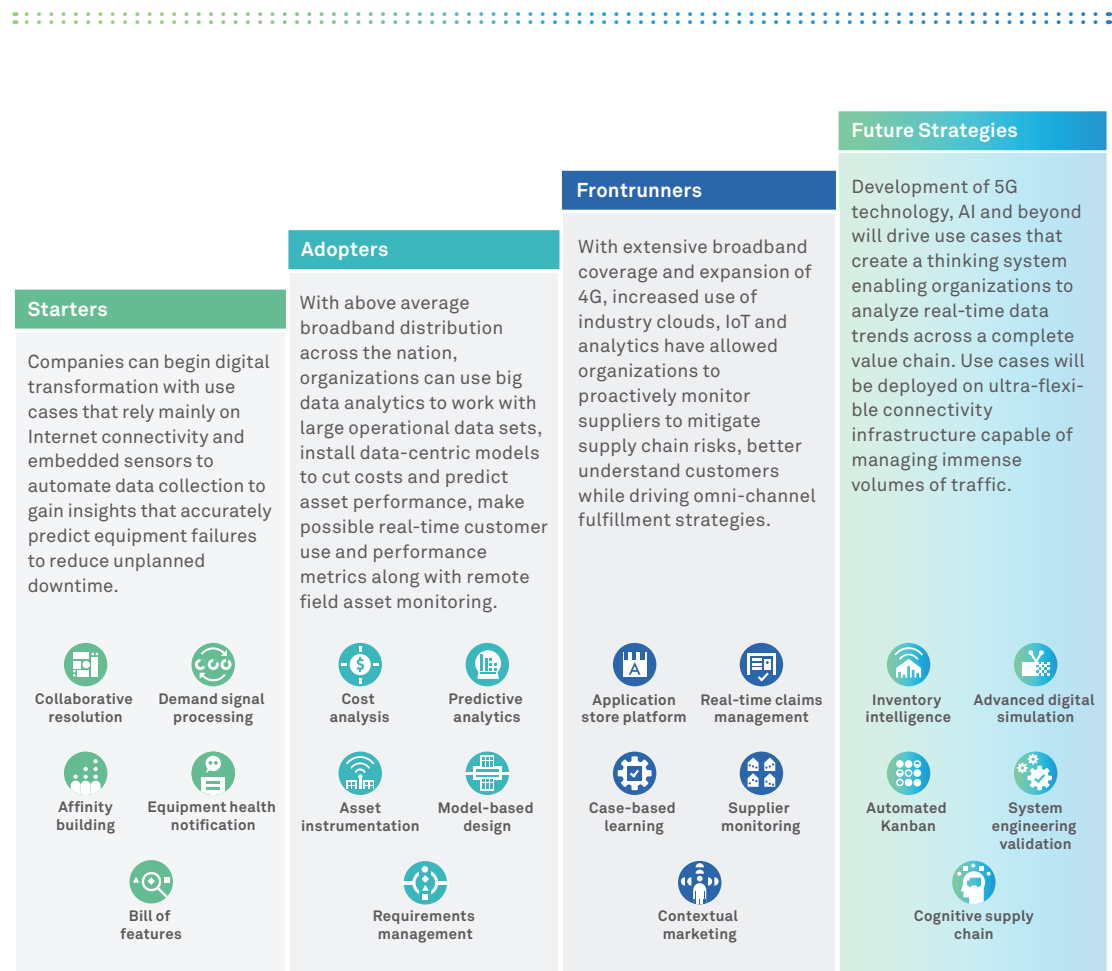 Starters
Companies can begin digital
transformation with use
cases that rely mainly on
Internet connectivity and
embedded sensors to
automate data collection to
gain insights that accurately
predict equipment failures
to reduce unplanned
downtime.
Collaborative
resolution
Demand signal
processing
Affinity
building
Equipment health
notification
Bill of
features
Adopters
With above average
broadband distribution
across the nation,
organizations can use big
data analytics to work with
large operational data sets,
install data-centric models
to cut costs and predict
asset performance, make
possible real-time customer
use and performance
metrics along with remote
field asset monitoring.
$
Cost
analysis
Predictive
analytics
Asset
instrumentation
Model-based
design
Requirements
management
Frontrunners
With extensive broadband
coverage and expansion of
4G, increased use of
industry clouds, IoT and
analytics have allowed
organizations to
proactively monitor
suppliers to mitigate
supply chain risks, better
understand customers
while driving omni-channel
fulfillment strategies.
A
Application
store platform
Real-time claims
management
Case-based
learning
Supplier
monitoring
Contextual
marketing
Future Strategies
Development of 5G
technology, AI and beyond
will drive use cases that
create a thinking system
enabling organizations to
analyze real-time data
trends across a complete
value chain. Use cases will
be deployed on ultra-flexi-
ble connectivity
infrastructure capable of
managing immense
volumes of traffic.
Inventory
intelligence
Advanced digital
simulation
Automated
Kanban
System
engineering
validation
Cognitive supply
chain